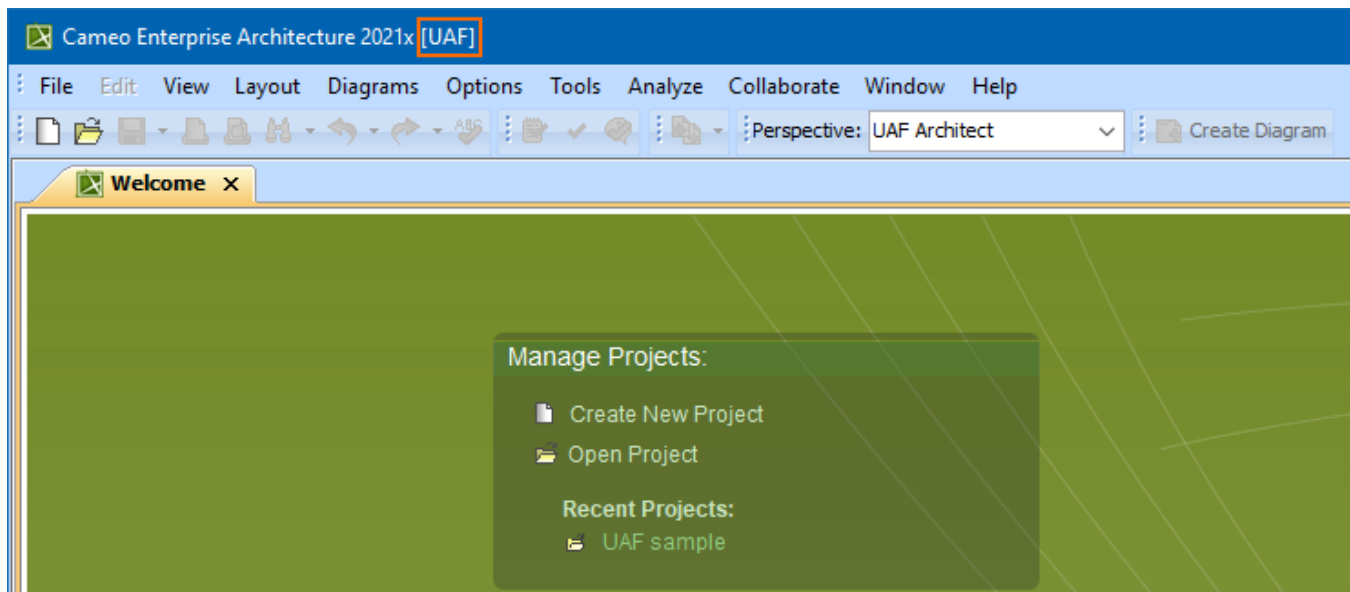 Cameo Enterprise Architecture 2021x [UAF]
File Edit View Layout Diagrams Options Tools Analyze Collaborate Window Help
ABC Perspective: UAF Architect Create Diagram
Welcome X
Manage Projects:
Create New Project
Open Project
Recent Projects:
UAF sample